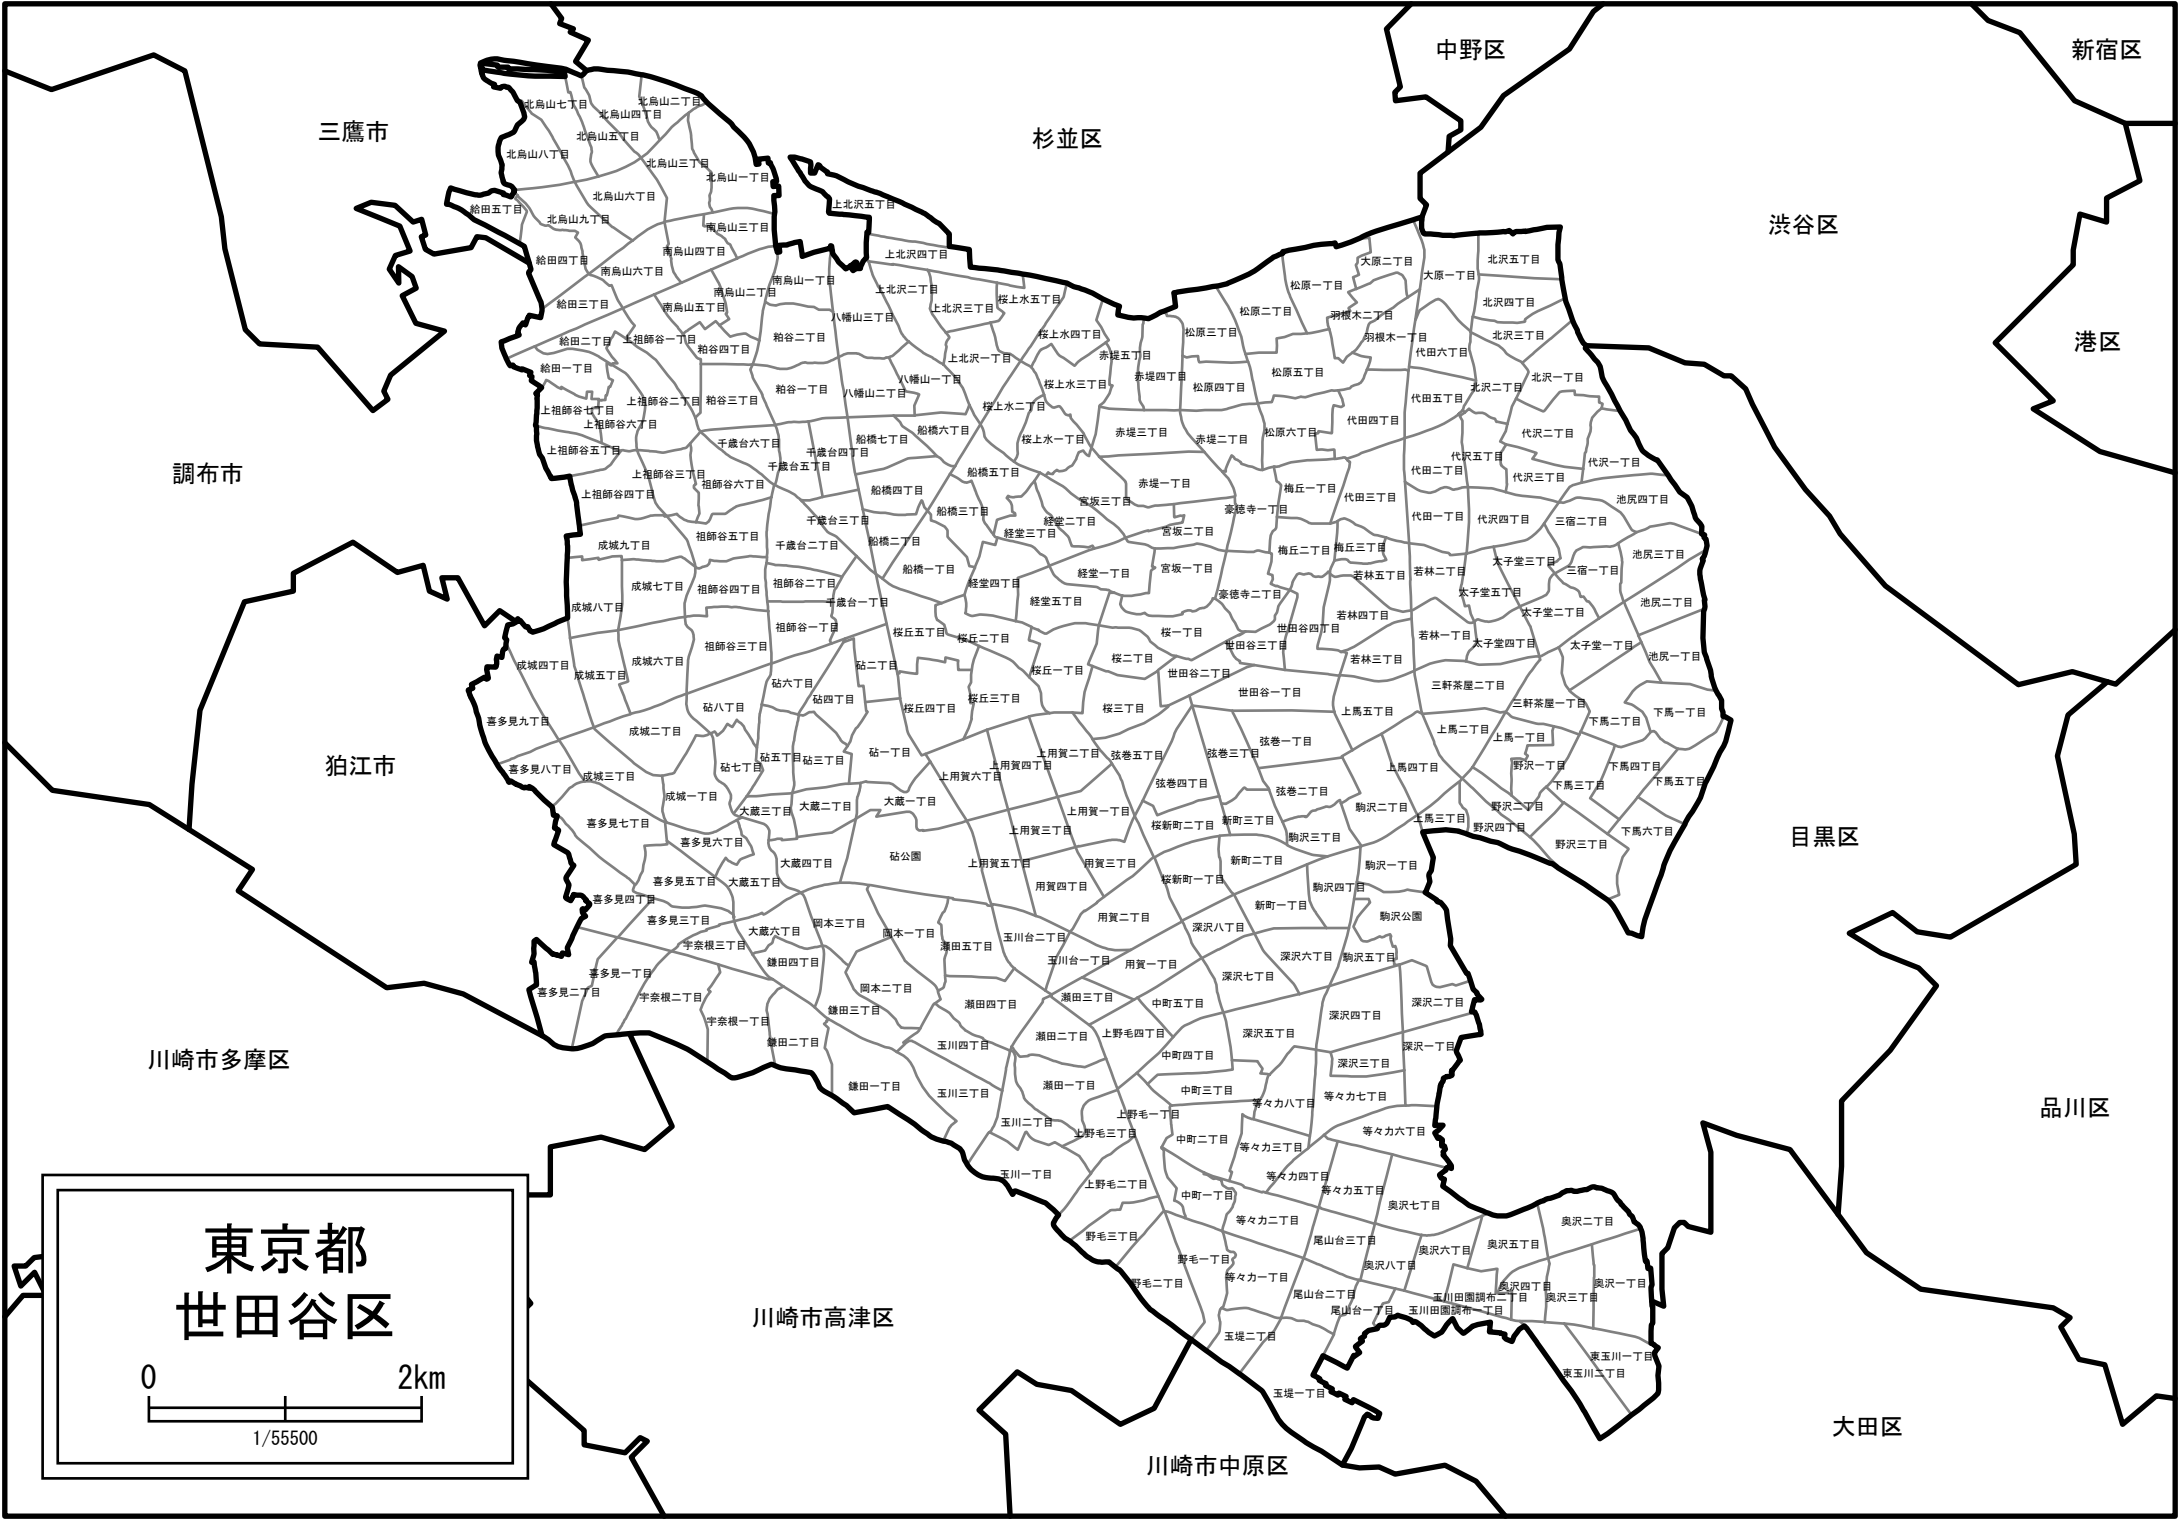 中野区
新宿区
三鷹市
杉並区
渋谷区
港区
調布市
狛江市
目黒区
品川区
川崎市多摩区
川崎市高津区
川崎市中原区
大田区
北烏山七丁目
北烏山二丁目
北烏山四丁目
北烏山五丁目
北烏山八丁目
北烏山三丁目
北烏山一丁目
北烏山六丁目
給田五丁目
北烏山九丁目
上北沢五丁目
南烏山三丁目
南烏山四丁目
上北沢四丁目
給田四丁目
南烏山六丁目
南烏山一丁目
南烏山二丁目
上北沢二丁目
上北沢三丁目
桜上水五丁目
給田三丁目
南烏山五丁目
八幡山三丁目
松原一丁目
大原二丁目
大原一丁目
北沢五丁目
松原二丁目
羽根木二丁目
北沢四丁目
給田二丁目
上祖師谷一丁目
粕谷四丁目
粕谷二丁目
上北沢一丁目
桜上水四丁目
赤堤五丁目
松原三丁目
羽根木一丁目
代田六丁目
北沢三丁目
給田一丁目
赤堤四丁目
松原四丁目
松原五丁目
北沢二丁目
北沢一丁目
上祖師谷七丁目
上祖師谷二丁目
粕谷三丁目
粕谷一丁目
八幡山二丁目
八幡山一丁目
桜上水三丁目
桜上水二丁目
代田五丁目
上祖師谷六丁目
代田四丁目
上祖師谷五丁目
千歳台六丁目
千歳台四丁目
船橋七丁目
船橋六丁目
桜上水一丁目
赤堤三丁目
赤堤二丁目
松原六丁目
代沢二丁目
千歳台五丁目
上祖師谷三丁目
祖師谷六丁目
船橋五丁目
代田二丁目
代沢五丁目
代沢三丁目
代沢一丁目
上祖師谷四丁目
船橋四丁目
赤堤一丁目
梅丘一丁目
代田三丁目
池尻四丁目
宮坂三丁目
船橋三丁目
豪徳寺一丁目
千歳台三丁目
経堂二丁目
経堂三丁目
宮坂二丁目
代田一丁目
代沢四丁目
三宿二丁目
成城九丁目
祖師谷五丁目
千歳台二丁目
船橋二丁目
梅丘二丁目
梅丘三丁目
池尻三丁目
成城七丁目
祖師谷四丁目
祖師谷二丁目
船橋一丁目
経堂四丁目
経堂一丁目
宮坂一丁目
若林五丁目
若林二丁目
太子堂三丁目
三宿一丁目
成城八丁目
千歳台一丁目
経堂五丁目
豪徳寺二丁目
太子堂五丁目
太子堂二丁目
池尻二丁目
若林四丁目
祖師谷一丁目
桜丘五丁目
桜丘二丁目
桜一丁目
世田谷四丁目
世田谷三丁目
若林一丁目
太子堂四丁目
太子堂一丁目
祖師谷三丁目
成城四丁目
成城六丁目
成城五丁目
砧二丁目
桜丘一丁目
桜二丁目
世田谷二丁目
若林三丁目
池尻一丁目
砧六丁目
砧四丁目
桜丘三丁目
桜丘四丁目
桜三丁目
世田谷一丁目
三軒茶屋二丁目
三軒茶屋一丁目
上馬五丁目
下馬二丁目
下馬一丁目
喜多見九丁目
砧八丁目
成城二丁目
弦巻一丁目
上馬二丁目
上馬一丁目
喜多見八丁目
成城三丁目
砧七丁目
砧五丁目
砧三丁目
砧一丁目
上用賀六丁目
上用賀四丁目
上用賀二丁目
弦巻五丁目
弦巻三丁目
弦巻四丁目
弦巻二丁目
上馬四丁目
野沢一丁目
下馬三丁目
下馬四丁目
下馬五丁目
成城一丁目
大蔵三丁目
大蔵二丁目
大蔵一丁目
上用賀一丁目
駒沢二丁目
野沢二丁目
喜多見七丁目
上用賀三丁目
桜新町二丁目
新町三丁目
駒沢三丁目
上馬三丁目
野沢四丁目
下馬六丁目
喜多見六丁目
野沢三丁目
大蔵四丁目
砧公園
上用賀五丁目
用賀三丁目
新町二丁目
駒沢一丁目
喜多見五丁目
大蔵五丁目
用賀四丁目
桜新町一丁目
駒沢四丁目
喜多見四丁目
新町一丁目
喜多見三丁目
大蔵六丁目
岡本三丁目
岡本一丁目
用賀二丁目
深沢八丁目
駒沢公園
宇奈根三丁目
瀬田五丁目
玉川台二丁目
玉川台一丁目
用賀一丁目
深沢六丁目
駒沢五丁目
鎌田四丁目
喜多見一丁目
喜多見二丁目
宇奈根二丁目
岡本二丁目
深沢七丁目
瀬田三丁目
瀬田四丁目
中町五丁目
深沢二丁目
鎌田三丁目
宇奈根一丁目
深沢四丁目
瀬田二丁目
上野毛四丁目
深沢五丁目
鎌田二丁目
玉川四丁目
中町四丁目
深沢一丁目
深沢三丁目
鎌田一丁目
玉川三丁目
瀬田一丁目
中町三丁目
等々力八丁目
等々力七丁目
玉川二丁目
上野毛一丁目
上野毛三丁目
中町二丁目
等々力三丁目
等々力六丁目
玉川一丁目
上野毛二丁目
等々力四丁目
等々力五丁目
中町一丁目
奥沢七丁目
野毛三丁目
等々力二丁目
奥沢二丁目
尾山台三丁目
奥沢六丁目
奥沢五丁目
野毛一丁目
奥沢八丁目
野毛二丁目
等々力一丁目
尾山台二丁目
奥沢四丁目
奥沢三丁目
奥沢一丁目
玉川田園調布二丁目
尾山台一丁目
玉川田園調布一丁目
玉堤二丁目
東玉川一丁目
東玉川二丁目
玉堤一丁目
東京都
世田谷区
0 2km
1/55500